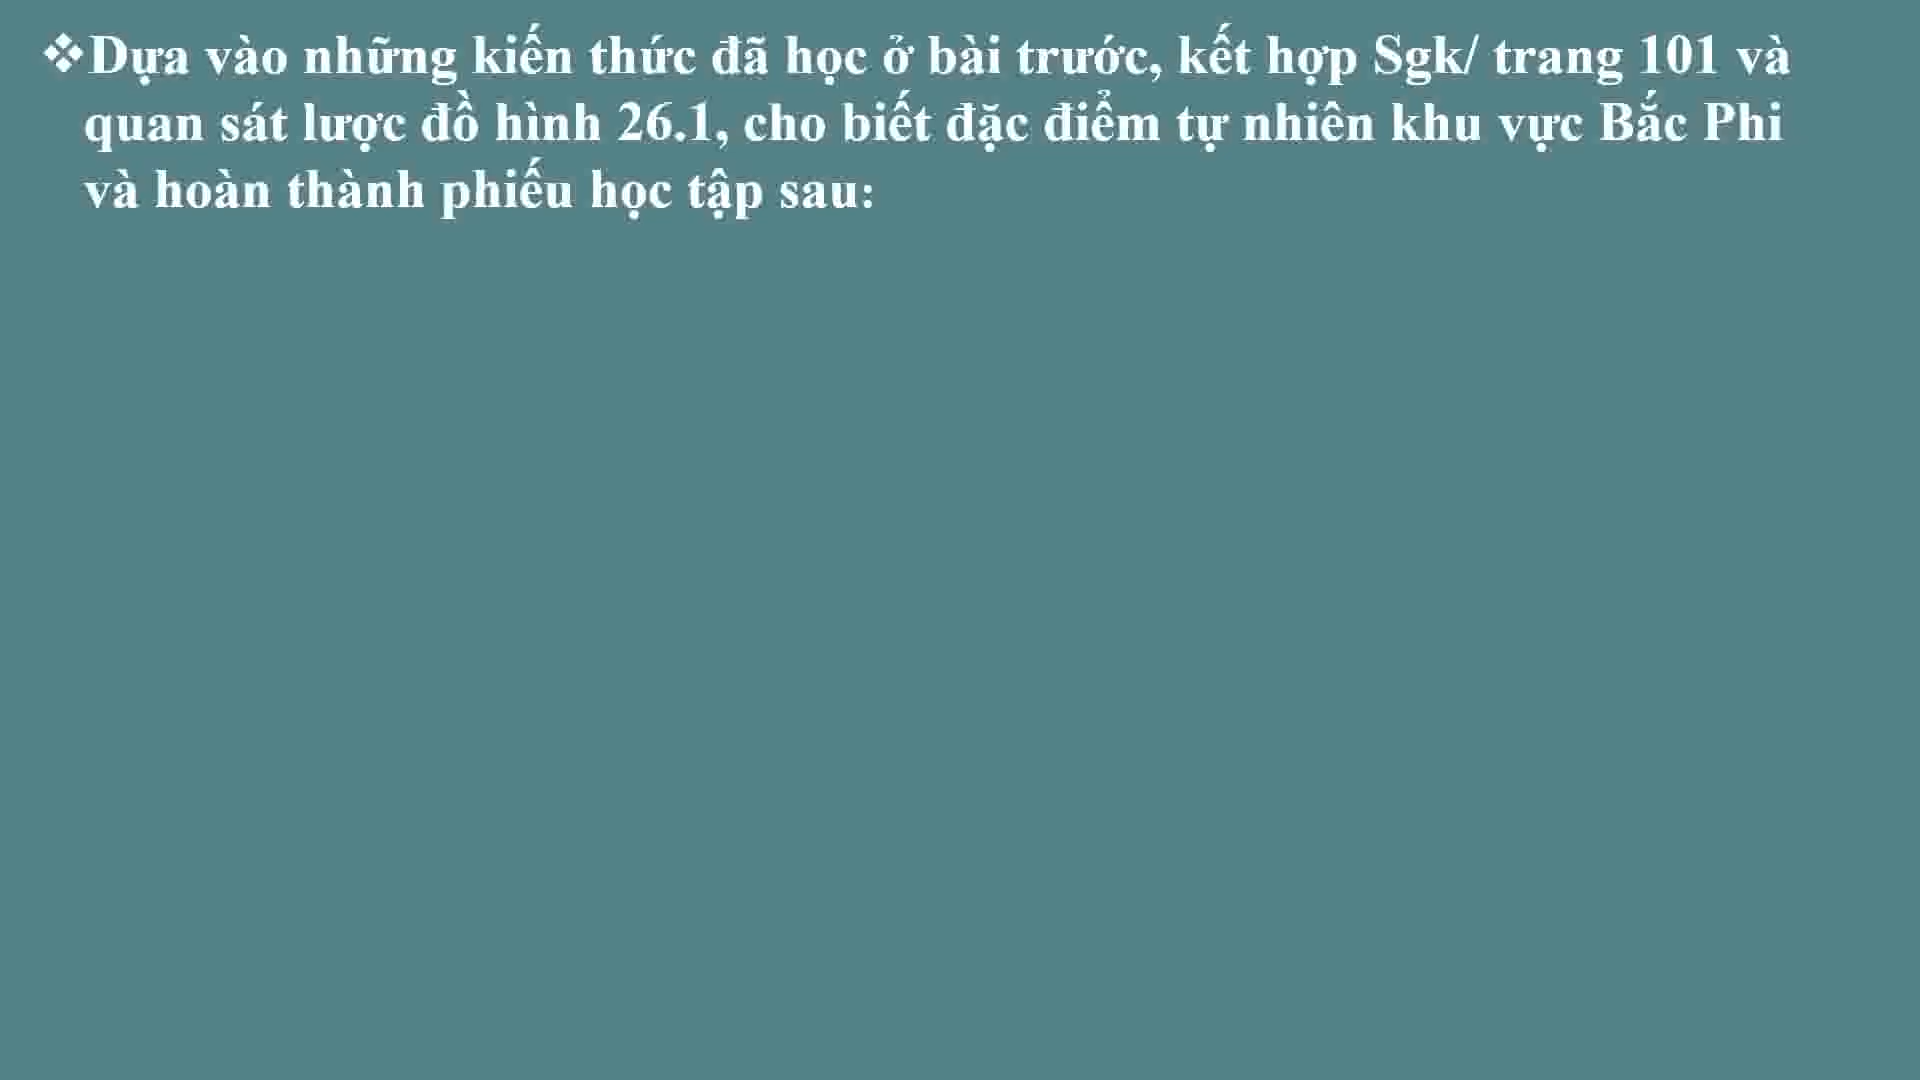 ❖Dựa vào những kiến thức đã học ở bài trước, kết hợp Sgk/ trang 101 và
quan sát lược đồ hình 26.1, cho biết đặc điểm tự nhiên khu vực Bắc Phi
và hoàn thành phiếu học tập sau: